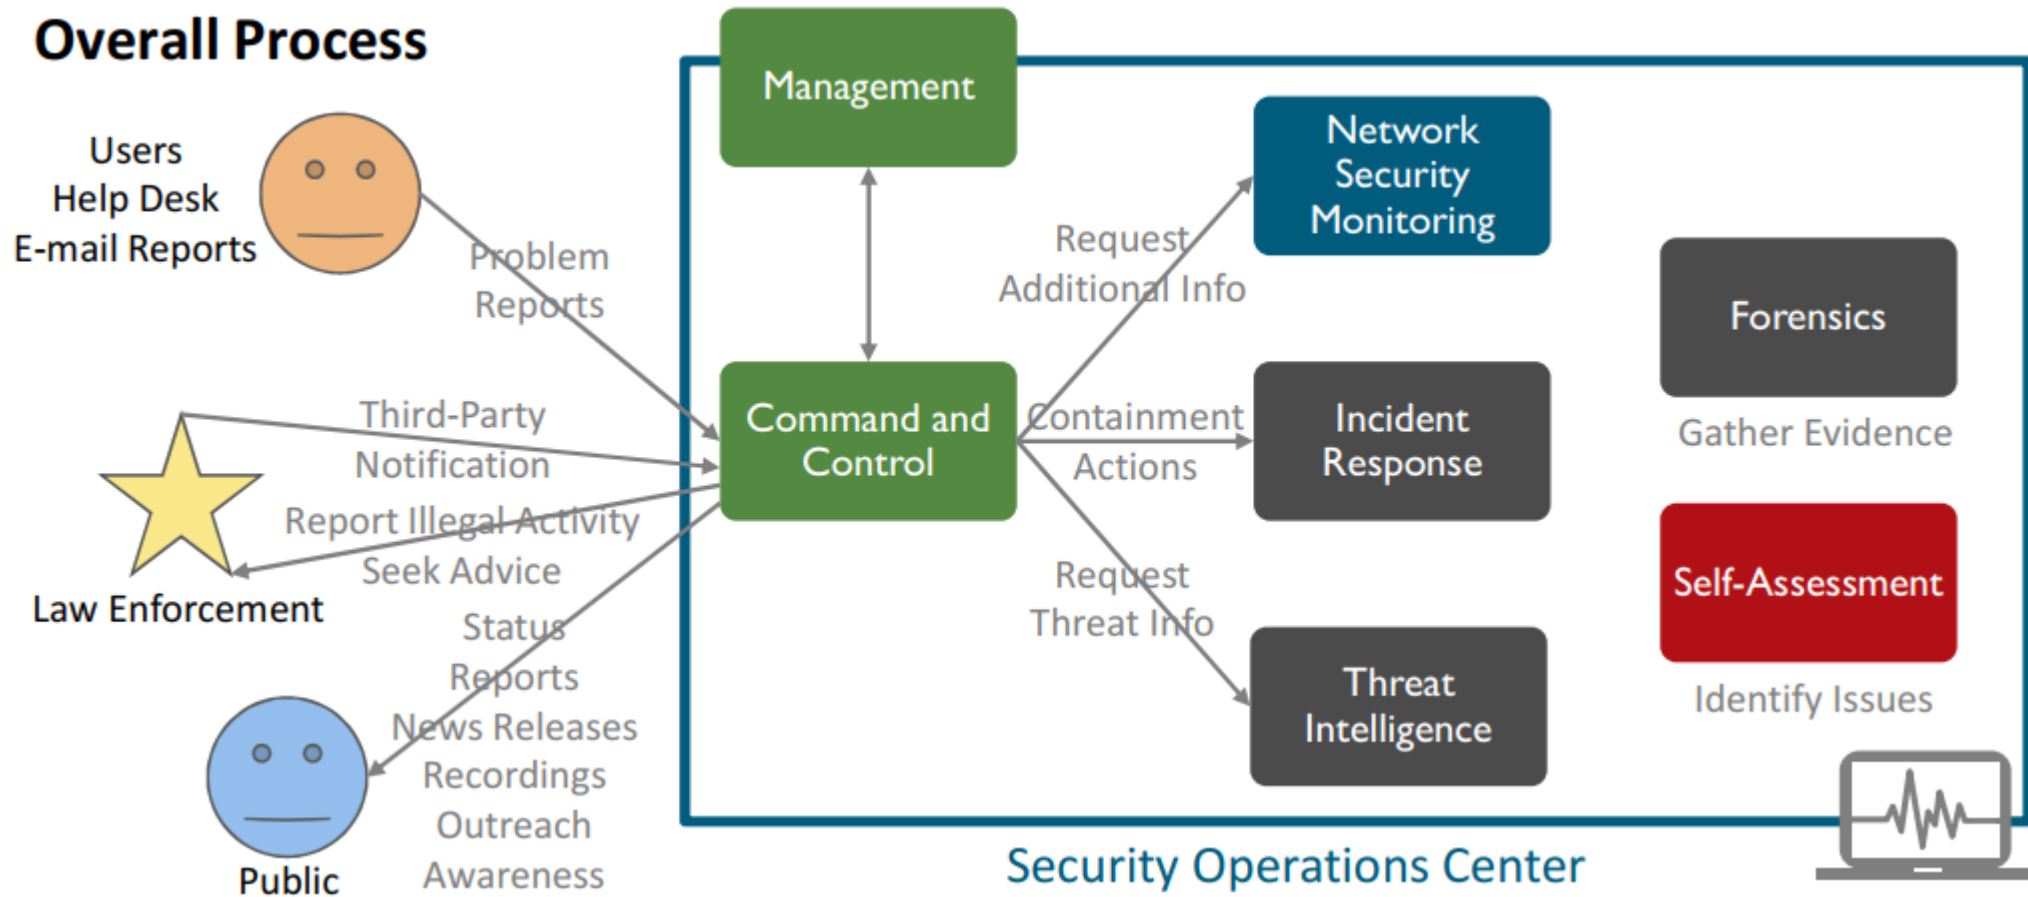 Overall Process
Users
Help Desk
E-mail Reports
Problem
Reports
Third-Party
Notification
Report Illegal Activity
Seek Advice
Law Enforcement
Status
Reports
News Releases
Recordings
Outreach
Awareness
Public
Management
Command and
Control
Request
Additional Info
Containment
Actions
Request
Threat Info
Network
Security
Monitoring
Incident
Response
Threat
Intelligence
Forensics
Gather Evidence
Self-Assessment
Identify Issues
Security Operations Center